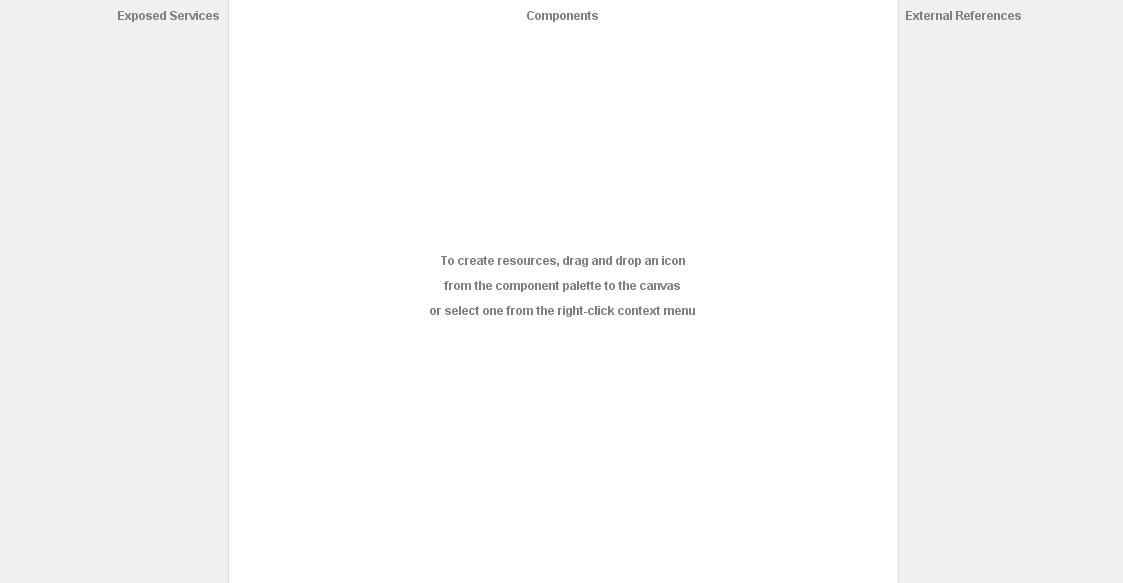 Exposed Services
Components
External References
To create resources, drag and drop an icon
from the component palette to the canvas
or select one from the right-click context menu